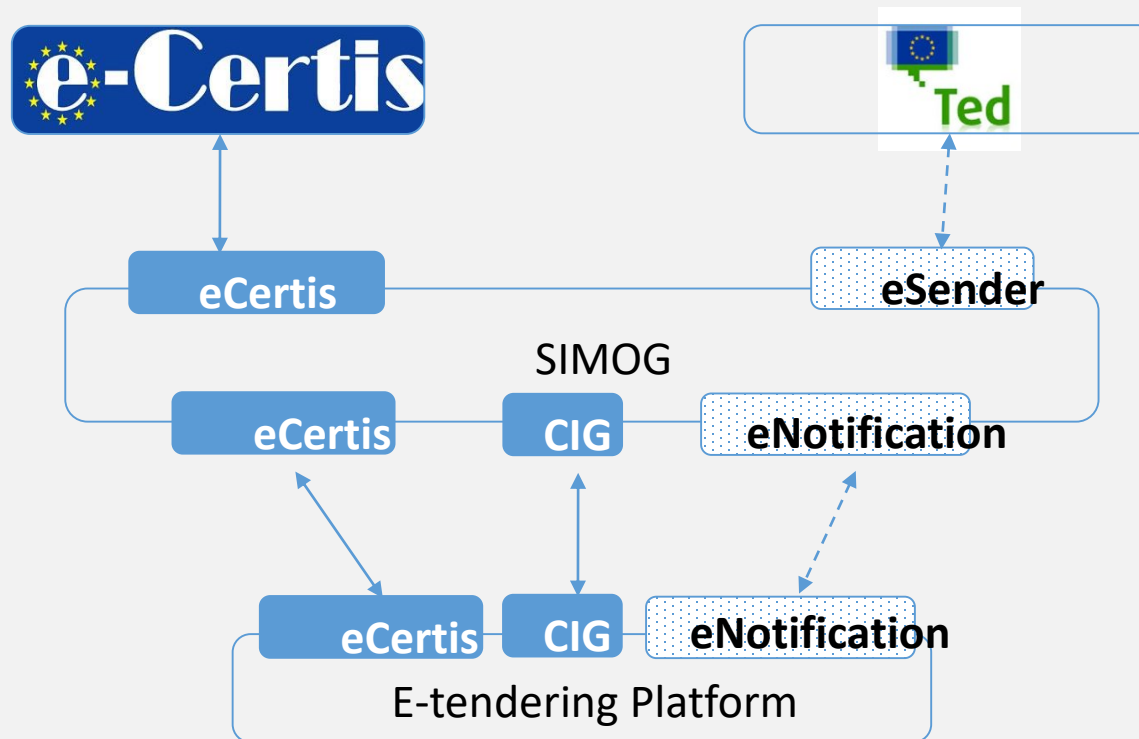 e-Certis
Ted
eCertis
eSender
SIMOG
eCertis
CIG
eNotification
eCertis
CIG
eNotification
E-tendering Platform